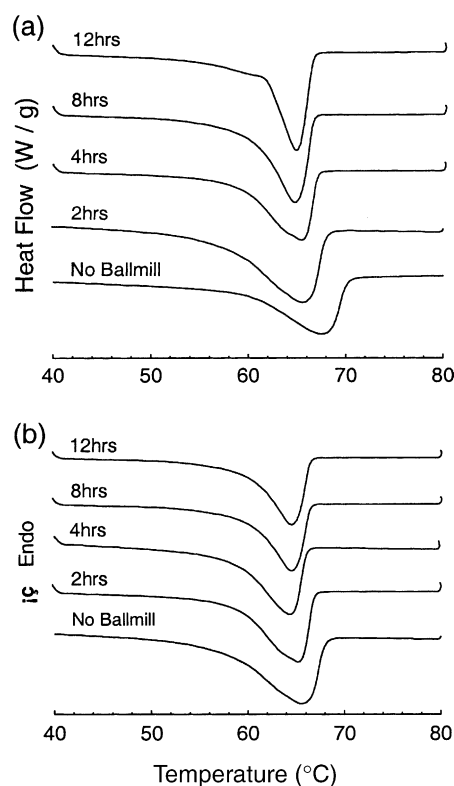 (a)
12hrs
8hrs
4hrs
2hrs
No Ballmill
Heat Flow (W / g)
40 50 60 70 80
(b)
12hrs
8hrs
4hrs
2hrs
No Ballmill
¡ç Endo
40 50 60 70 80
Temperature (°C)